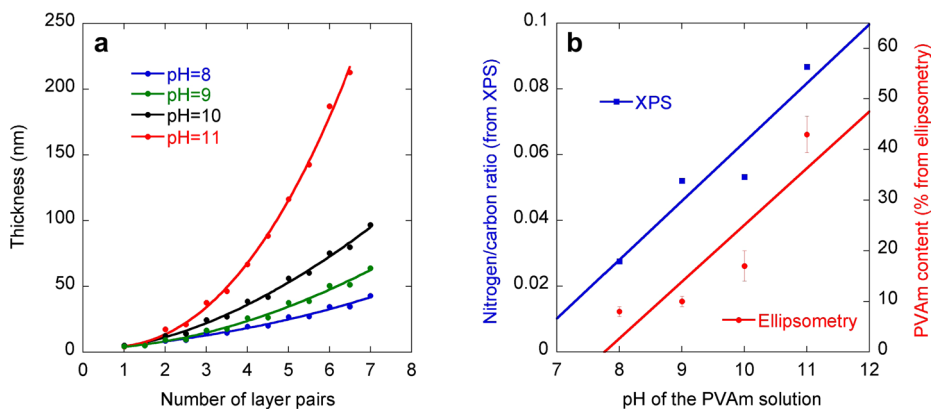 a
pH=8
pH=9
pH=10
pH=11
250
200
150
100
50
0
Thickness (nm)
0 1 2 3 4 5 6 7 8
Number of layer pairs
b
XPS
Ellipsometry
0.1
0.08
0.06
0.04
0.02
0
Nitrogen/carbon ratio (from XPS)
60
50
40
30
20
10
0
PVAm content (% from ellipsometry)
7 8 9 10 11 12
pH of the PVAm solution